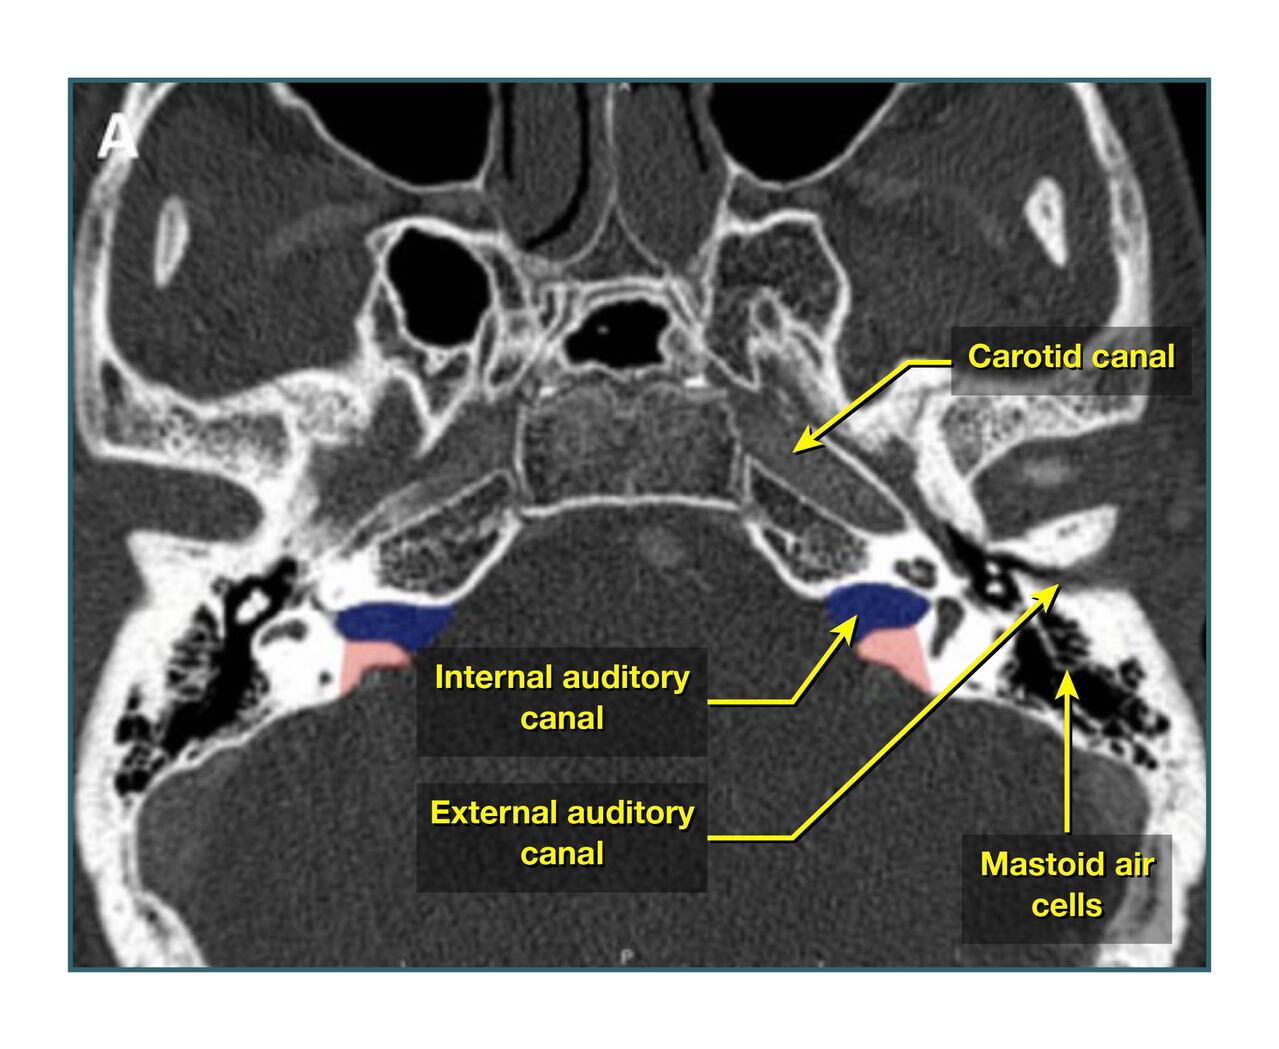 A
Carotid canal
Internal auditory
canal
External auditory
canal
Mastoid air
cells
P